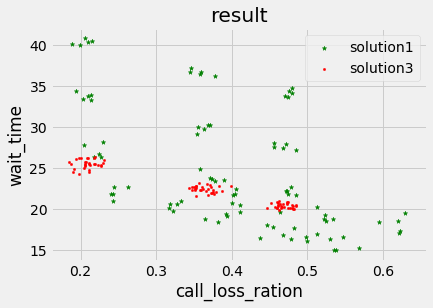 result
solution1
solution3
wait_time
40
35
30
25
20
15
0.2 0.3 0.4 0.5 0.6
call_loss_ration